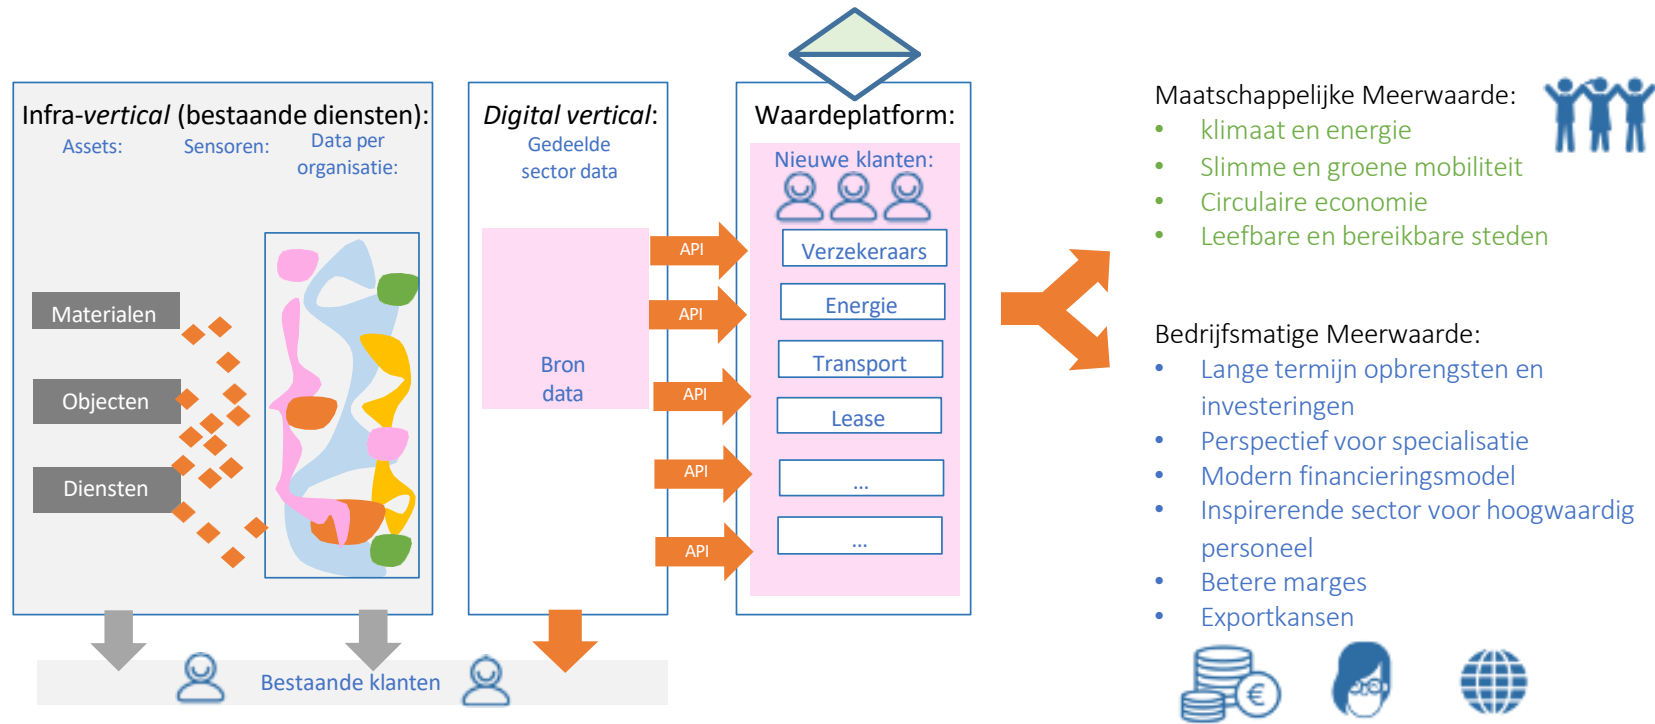 Infra-vertical (bestaande diensten):
Assets:
Sensoren:
Data per
organisatie:
Materialen
Objecten
Diensten
Digital vertical:
Gedeelde
sector data
Bron
data
API
API
API
API
API
Waardeplatform:
Nieuwe klanten:
Verzekeraars
Energie
Transport
Lease
...
...
Bestaande klanten
Maatschappelijke Meerwaarde:
• klimaat en energie
• Slimme en groene mobiliteit
• Circulaire economie
• Leefbare en bereikbare steden
Bedrijfsmatige Meerwaarde:
• Lange termijn opbrengsten en
investeringen
• Perspectief voor specialisatie
• Modern financieringsmodel
• Inspirerende sector voor hoogwaardig
personeel
• Betere marges
• Exportkansen
€